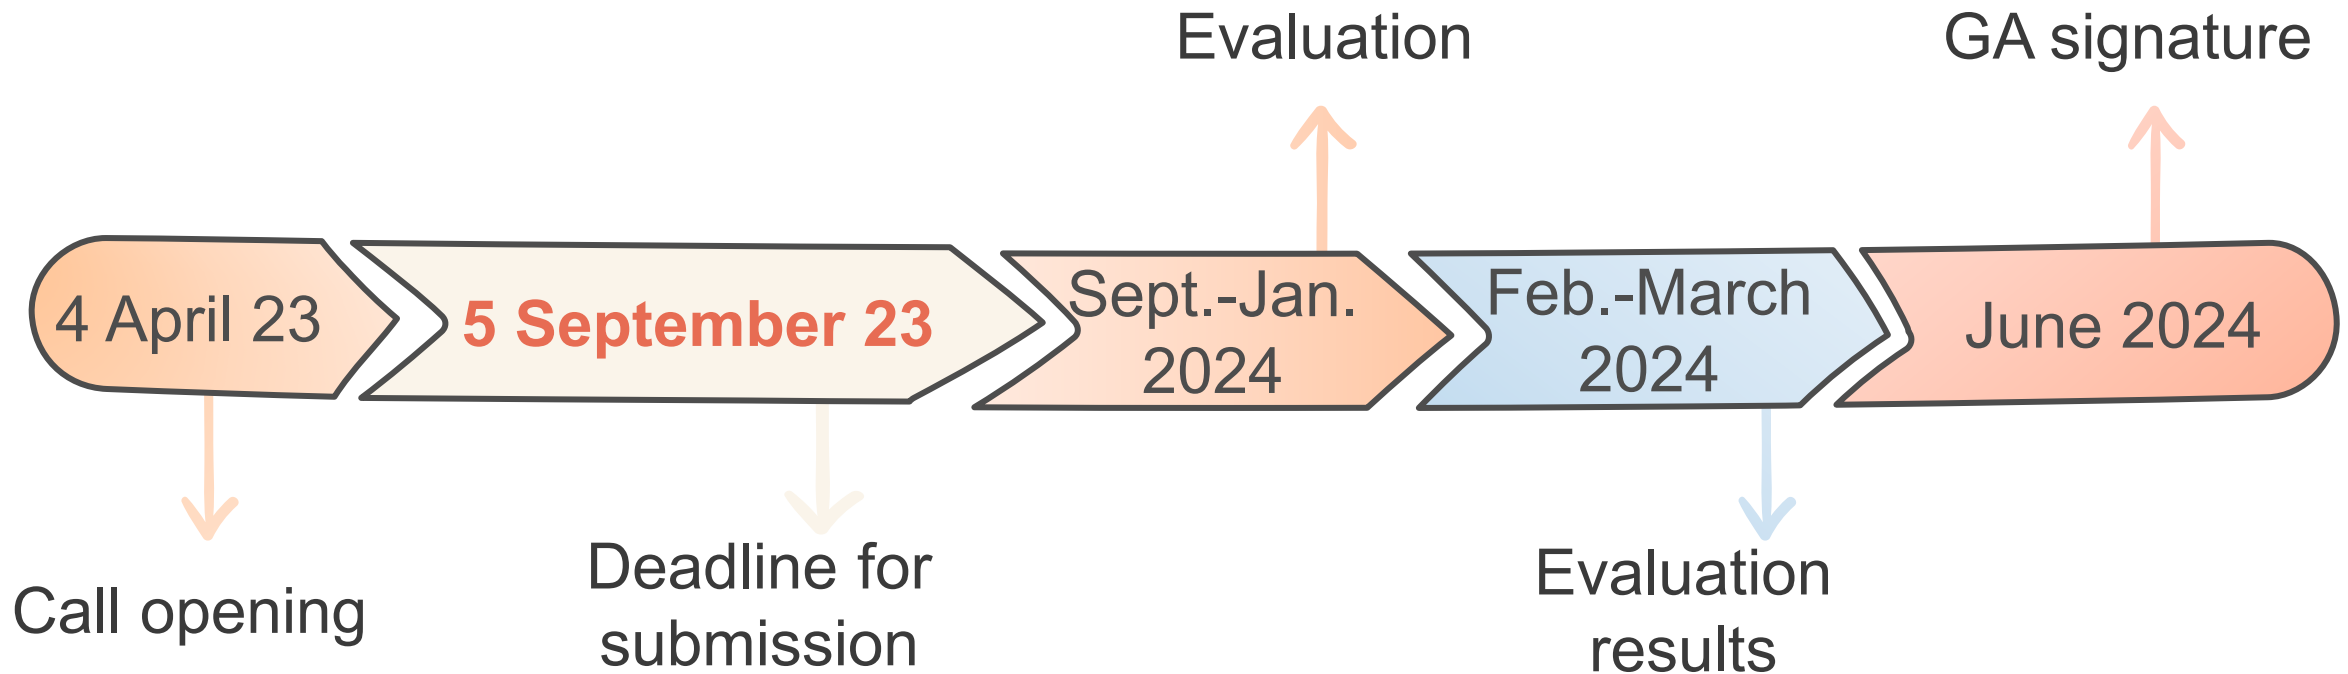 Evaluation
GA signature
4 April 23
5 September 23
Sept.-Jan.
2024
Feb.-March
2024
June 2024
Call opening
Deadline for
submission
Evaluation
results